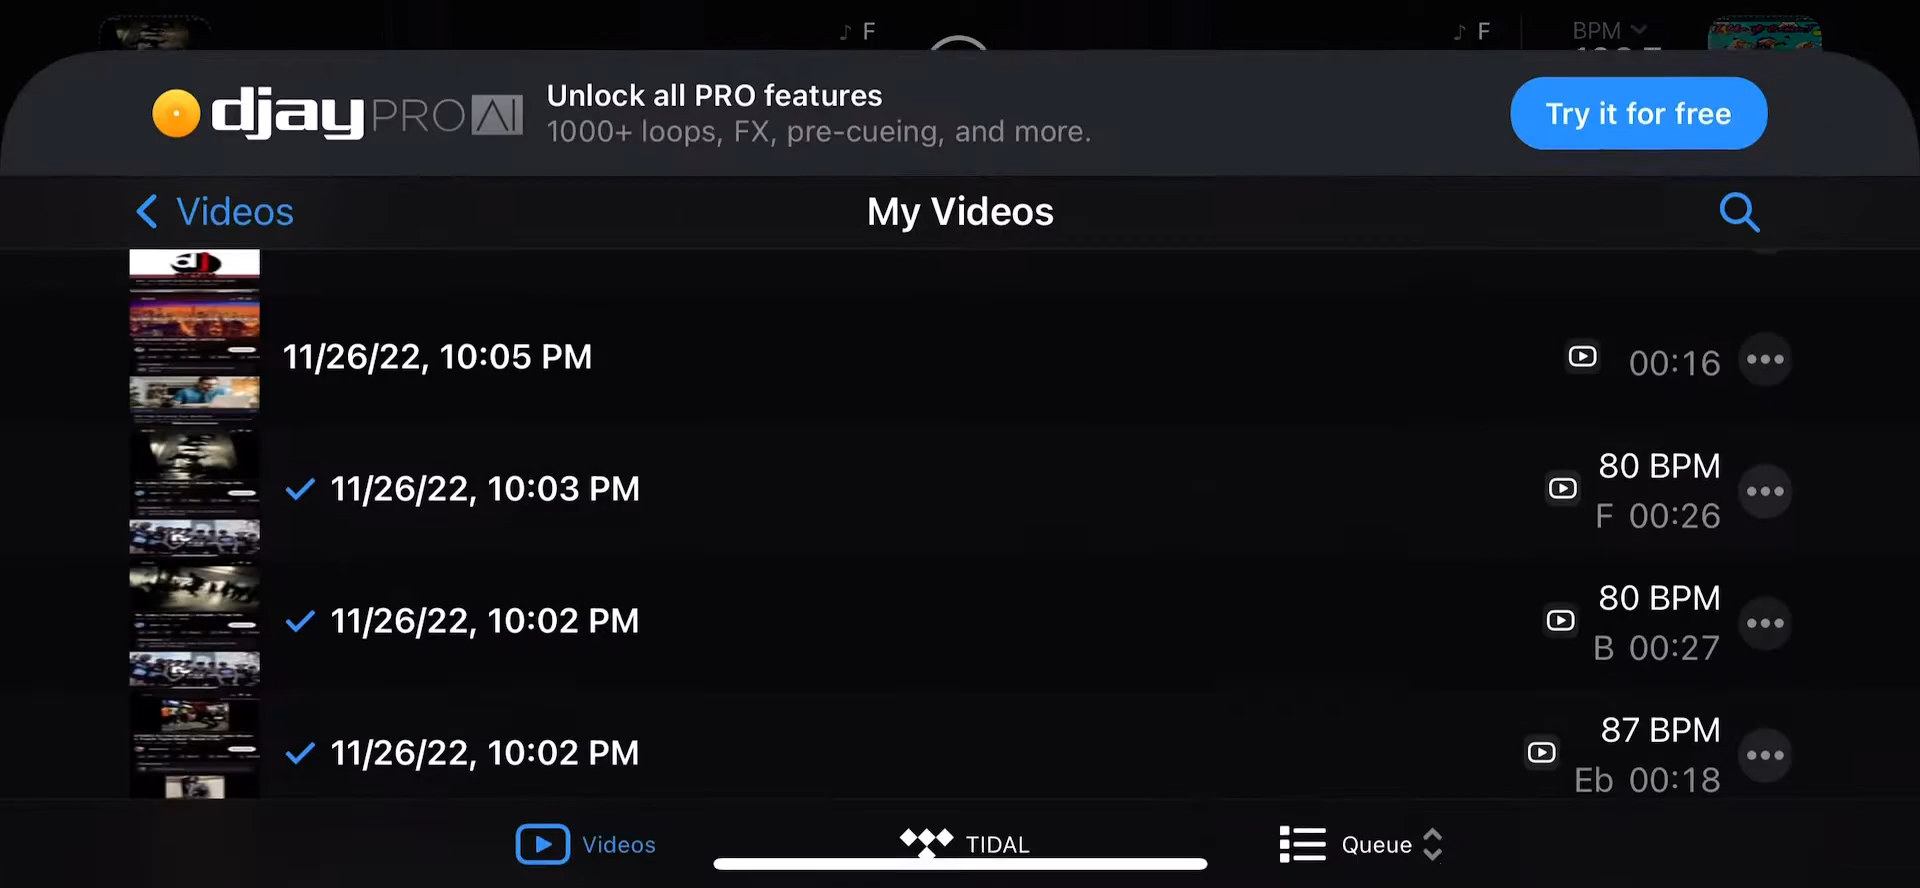 ♪ F
♪ F
BPM
djay PRO AI
Unlock all PRO features
1000+ loops, FX, pre-cueing, and more.
Try it for free
Videos
My Videos
11/26/22, 10:05 PM
00:16
11/26/22, 10:03 PM
80 BPM
F 00:26
11/26/22, 10:02 PM
80 BPM
B 00:27
11/26/22, 10:02 PM
87 BPM
Eb 00:18
Videos
TIDAL
Queue